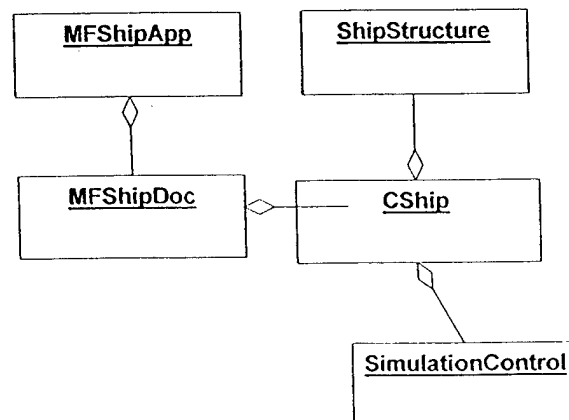 MFShipApp
ShipStructure
MFShipDoc
CShip
SimulationControl